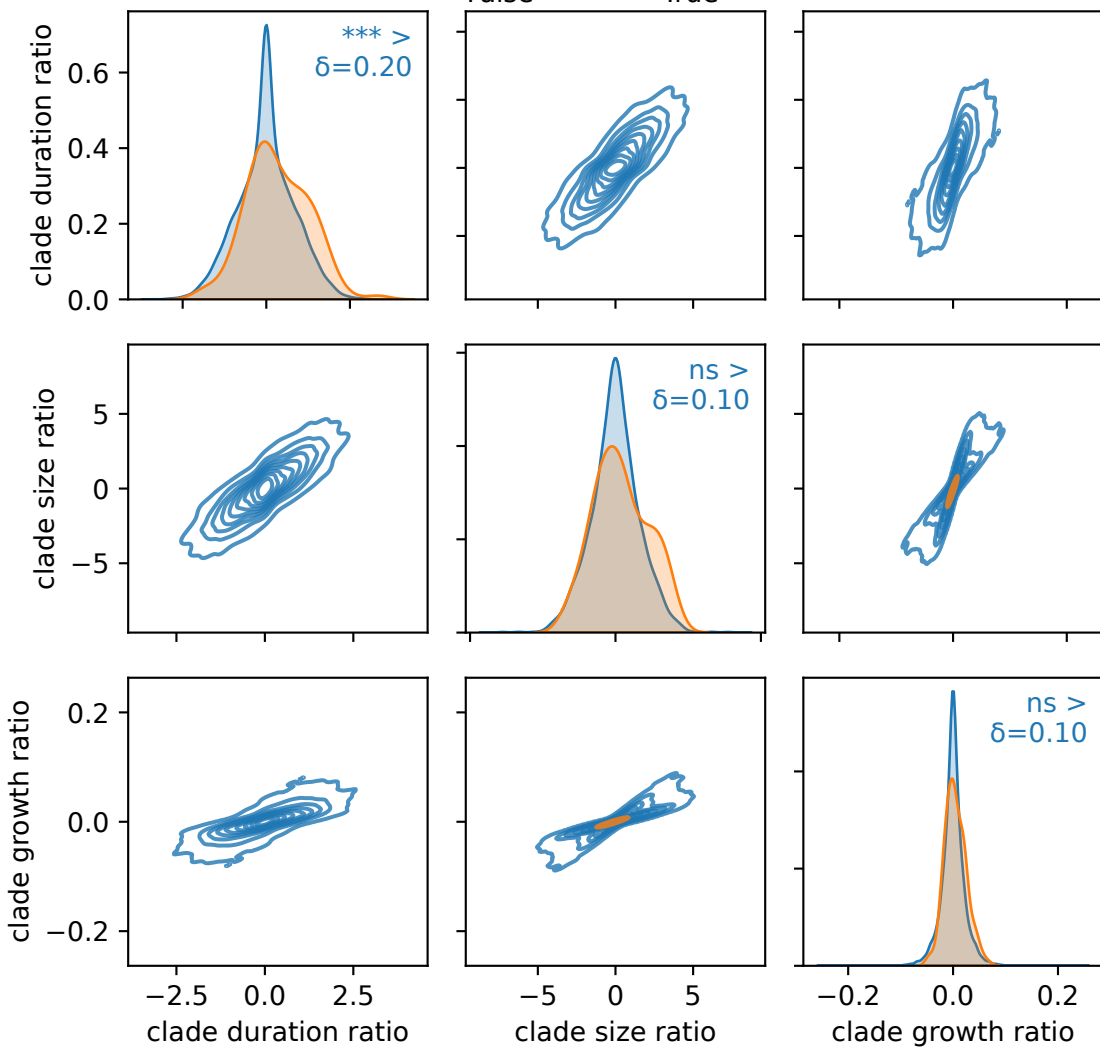 True
clade duration ratio
0.6
0.4
0.2
0.0
*** >
δ=0.20
clade size ratio
5
0
−5
ns >
δ=0.10
clade growth ratio
0.2
0.0
−0.2
ns >
δ=0.10
−2.5 0.0 2.5
−5 0 5
−0.2 0.0 0.2
clade duration ratio
clade size ratio
clade growth ratio